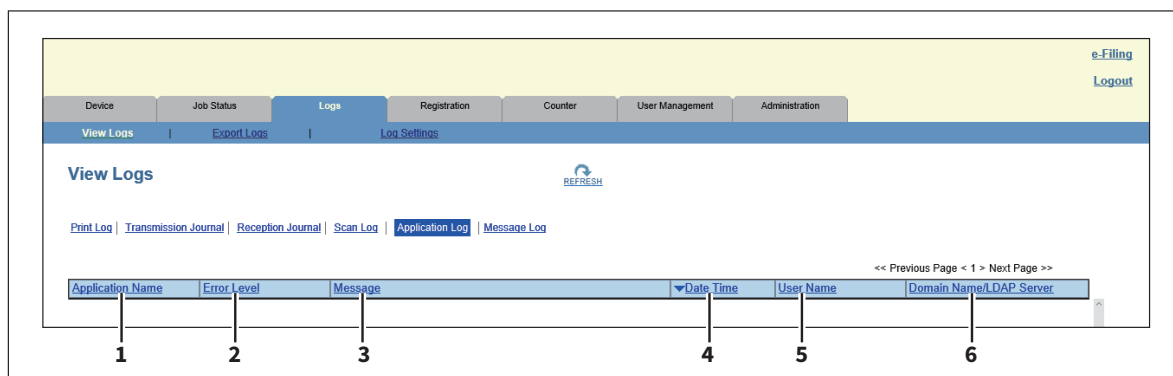 e-Filing
Logout
Device Job Status Logs Registration Counter User Management Administration
View Logs | Export Logs | Log Settings
View Logs
REFRESH
Print Log | Transmission Journal | Reception Journal | Scan Log | Application Log | Message Log
<< Previous Page < 1 > Next Page >>
Application Name Error Level Message Date Time User Name Domain Name/LDAP Server
1 2 3 4 5 6